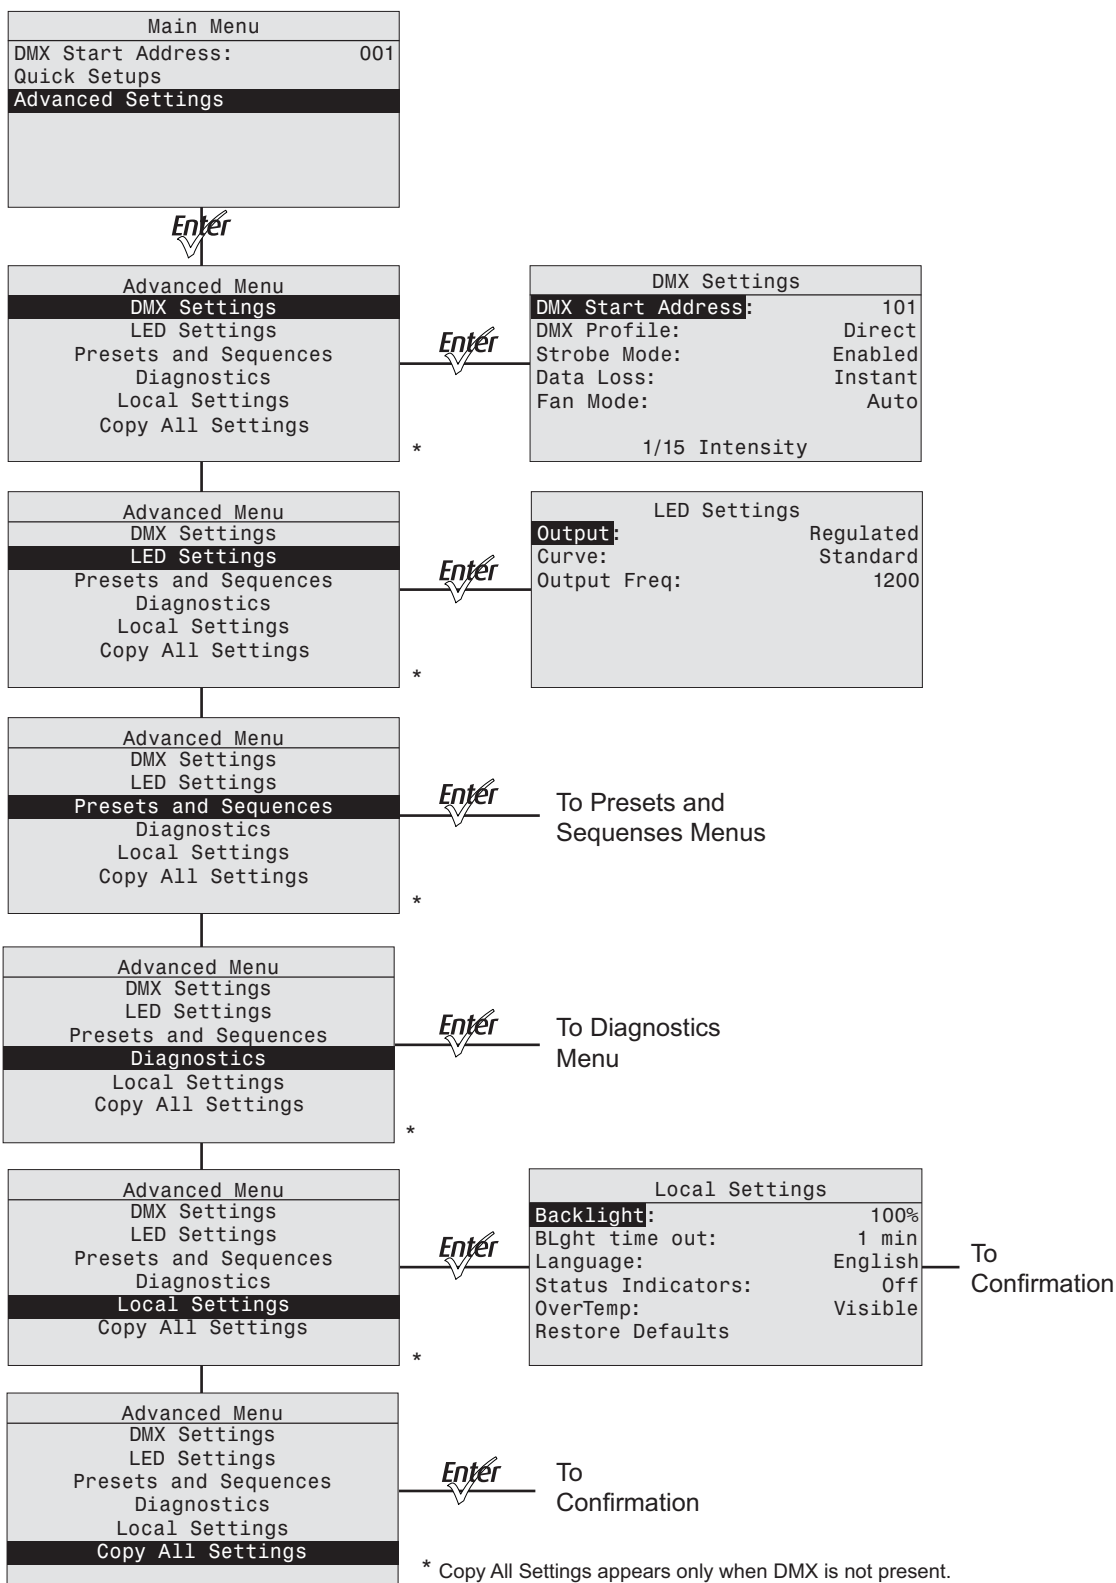 Main Menu
DMX Start Address: 001
Quick Setups
Advanced Settings
Enter
Advanced Menu
DMX Settings
LED Settings
Presets and Sequences
Diagnostics
Local Settings
Copy All Settings
*
Enter
DMX Settings
DMX Start Address: 101
DMX Profile: Direct
Strobe Mode: Enabled
Data Loss: Instant
Fan Mode: Auto
1/15 Intensity
Advanced Menu
DMX Settings
LED Settings
Presets and Sequences
Diagnostics
Local Settings
Copy All Settings
*
Enter
LED Settings
Output: Regulated
Curve: Standard
Output Freq: 1200
Advanced Menu
DMX Settings
LED Settings
Presets and Sequences
Diagnostics
Local Settings
Copy All Settings
*
Enter
To Presets and
Sequenses Menus
Advanced Menu
DMX Settings
LED Settings
Presets and Sequences
Diagnostics
Local Settings
Copy All Settings
*
Enter
To Diagnostics
Menu
Advanced Menu
DMX Settings
LED Settings
Presets and Sequences
Diagnostics
Local Settings
Copy All Settings
*
Enter
Local Settings
Backlight: 100%
BLght time out: 1 min
Language: English
Status Indicators: Off
OverTemp: Visible
Restore Defaults
To
Confirmation
Advanced Menu
DMX Settings
LED Settings
Presets and Sequences
Diagnostics
Local Settings
Copy All Settings
Enter
To
Confirmation
* Copy All Settings appears only when DMX is not present.